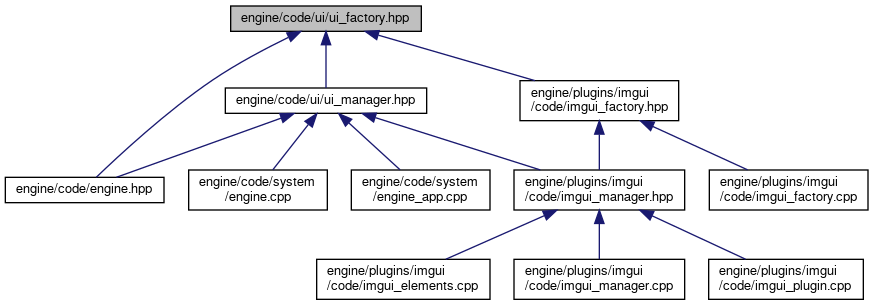 engine/code/ui/ui_factory.hpp
engine/code/ui/ui_manager.hpp
engine/plugins/imgui
/code/imgui_factory.hpp
engine/code/engine.hpp
engine/code/system
/engine.cpp
engine/code/system
/engine_app.cpp
engine/plugins/imgui
/code/imgui_manager.hpp
engine/plugins/imgui
/code/imgui_factory.cpp
engine/plugins/imgui
/code/imgui_elements.cpp
engine/plugins/imgui
/code/imgui_manager.cpp
engine/plugins/imgui
/code/imgui_plugin.cpp